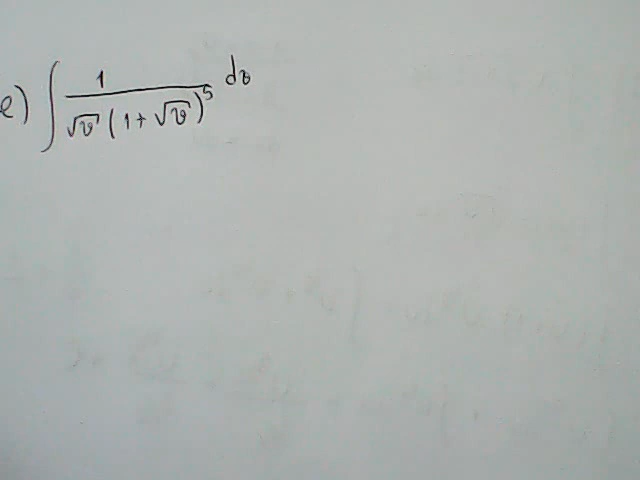 e) ∫ 1 / (√v (1 + √v)^5) dv